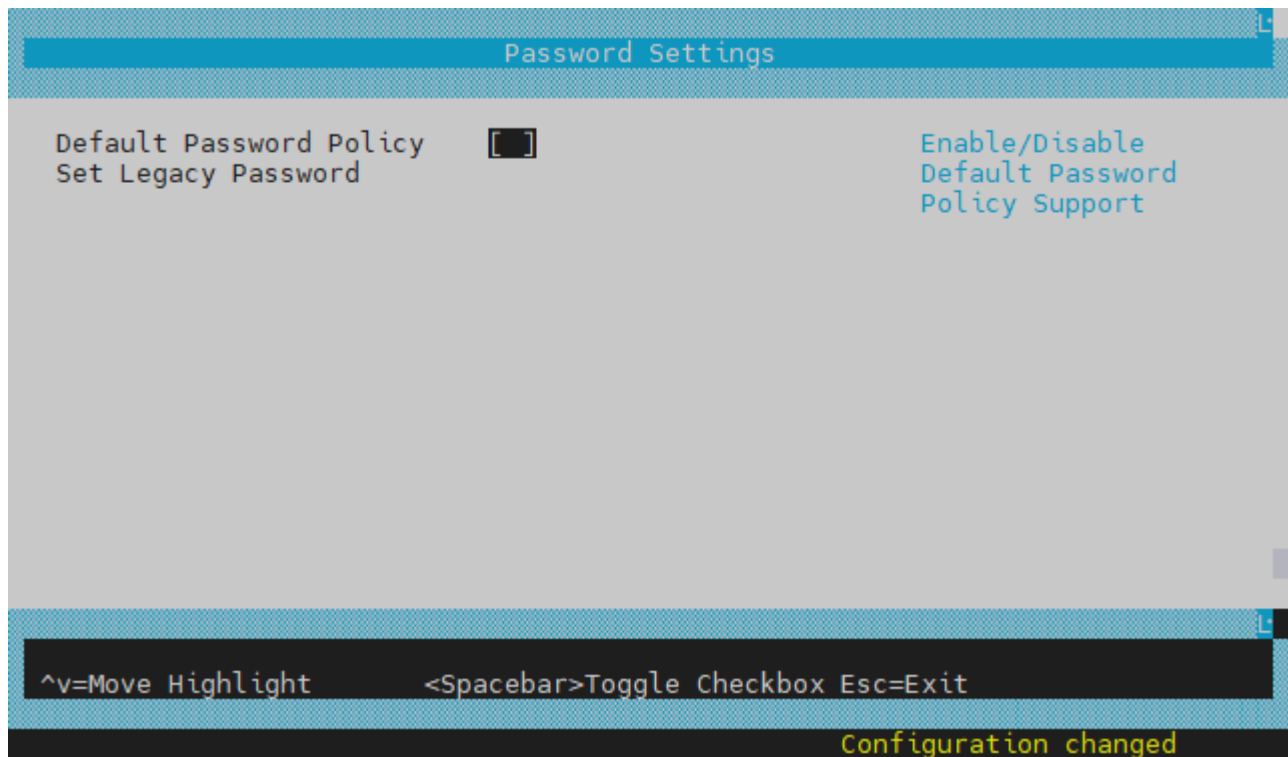 Password Settings
Default Password Policy [ ] Enable/Disable
Set Legacy Password Default Password
Policy Support
^v=Move Highlight <Spacebar>Toggle Checkbox Esc=Exit
Configuration changed